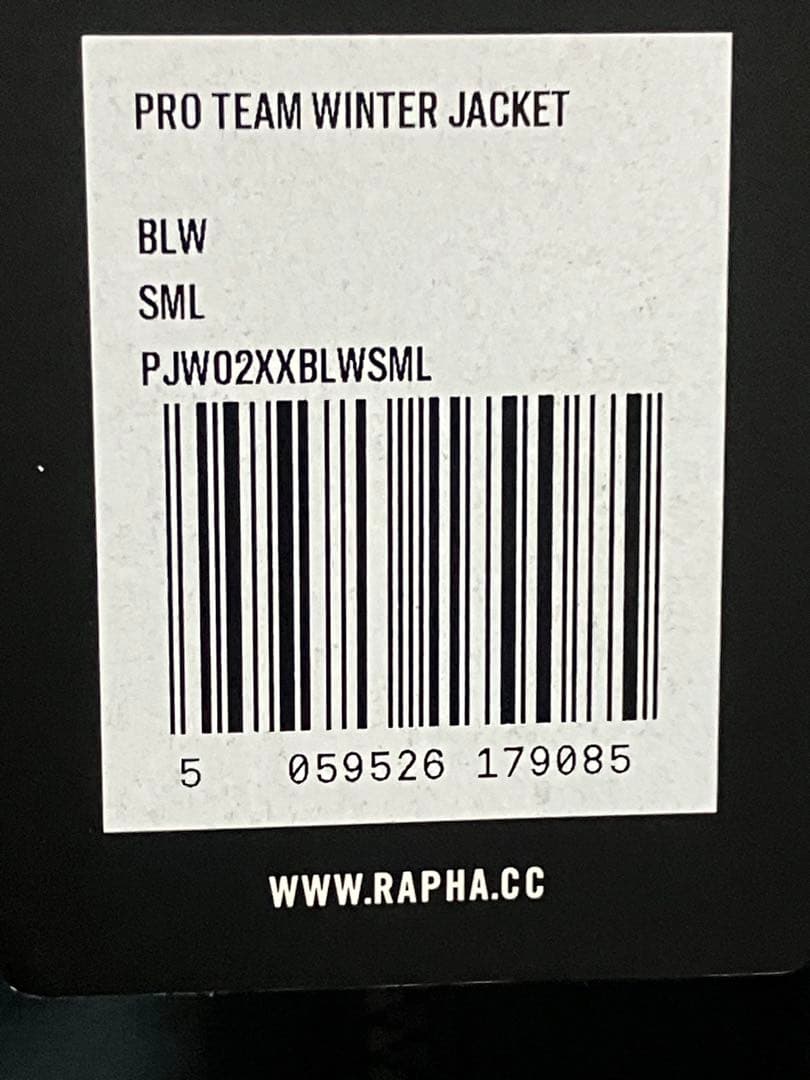 PRO TEAM WINTER JACKET
BLW
SML
PJW02XXBLWSML
5 059526 179085
WWW.RAPHA.CC